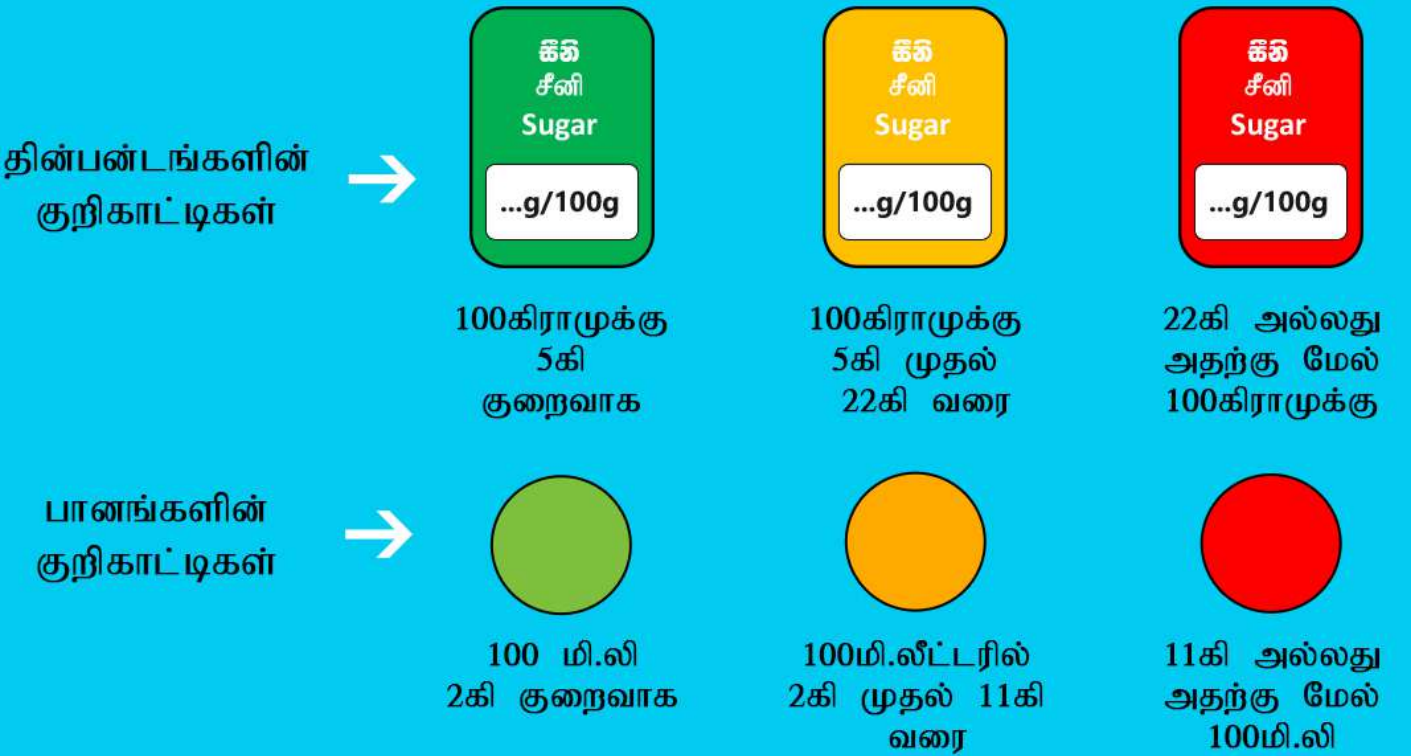 සීනි
சீனி
Sugar
...g/100g
සීනි
சீனி
Sugar
...g/100g
සීනි
சீனி
Sugar
...g/100g
தின்பன்டங்களின்
குறிகாட்டிகள்
100கிராமுக்கு
5கி
குறைவாக
100கிராமுக்கு
5கி முதல்
22கி வரை
22கி அல்லது
அதற்கு மேல்
100கிராமுக்கு
பானங்களின்
குறிகாட்டிகள்
100 மி.லி
2கி குறைவாக
100மி.லீட்டரில்
2கி முதல் 11கி
வரை
11கி அல்லது
அதற்கு மேல்
100மி.லி